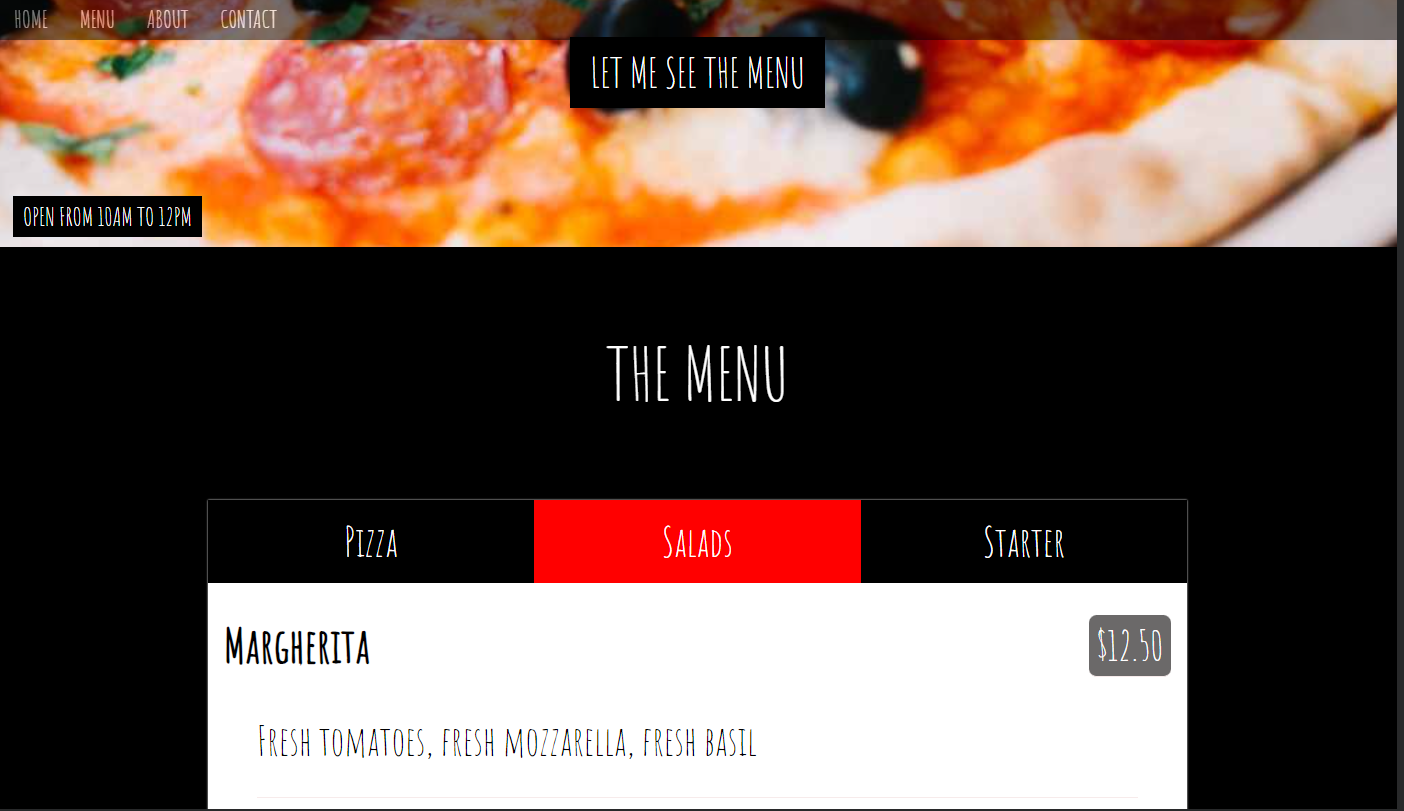 HOME MENU ABOUT CONTACT
LET ME SEE THE MENU
OPEN FROM 10AM TO 12PM
THE MENU
Pizza Salads Starter
Margherita $12.50
Fresh tomatoes, fresh mozzarella, fresh basil